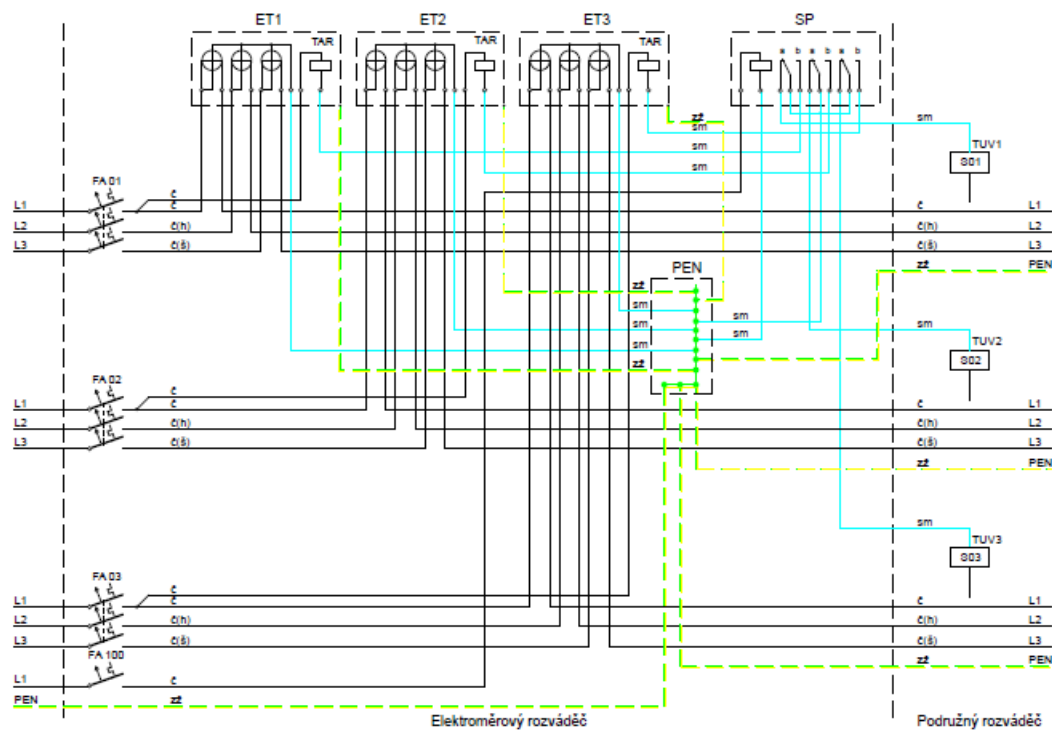 ET1 ET2 ET3 SP
TAR TAR TAR a b a b a b
zž
sm sm
sm TUV1
sm S01
FA 01
č
L1 č č L1
L2 č(h) č(h) L2
L3 č(š) č(š) L3
PEN zž PEN
zž
sm
sm sm TUV2
sm sm S02
zž
FA 02
č
L1 č č L1
L2 č(h) č(h) L2
L3 č(š) č(š) L3
zž PEN
sm TUV3
S03
FA 03
č
L1 č č L1
L2 č(h) č(h) L2
L3 č(š) č(š) L3
FA 100
zž PEN
L1 č
PEN zž
Elektroměrový rozváděč Podružný rozváděč